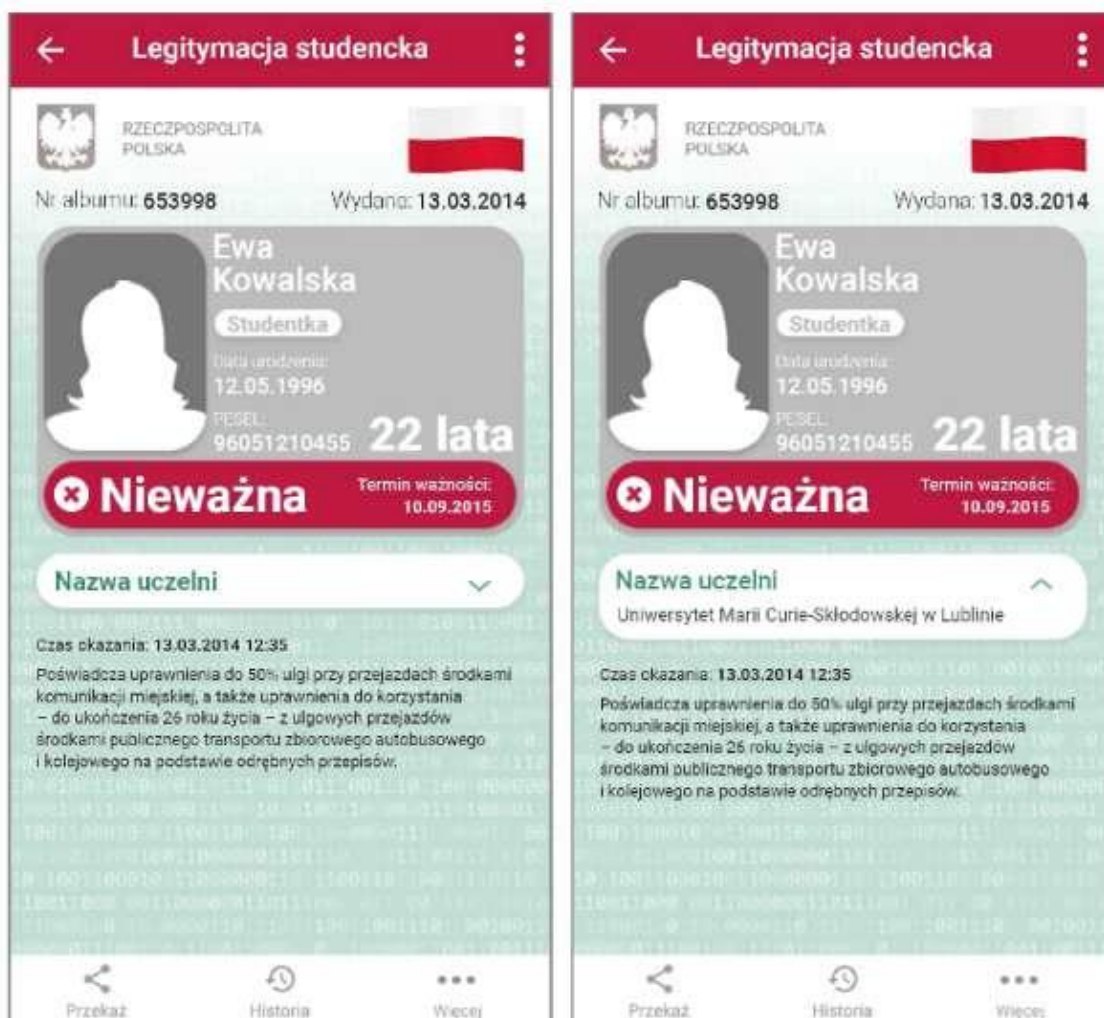 Legitymacja studencka
RZECZPOSPOLITA
POLSKA
Nr albumu: 653998
Wydana: 13.03.2014
Ewa
Kowalska
Studentka
Data urodzenia:
12.05.1996
PESEL:
96051210455
22 lata
Nieważna
Termin ważności:
10.09.2015
Nazwa uczelni
Czas okazania: 13.03.2014 12:35
Poświadcza uprawnienia do 50% ulgi przy przejazdach środkami
komunikacji miejskiej, a także uprawnienia do korzystania
– do ukończenia 26 roku życia – z ulgowych przejazdów
środkami publicznego transportu zbiorowego autobusowego
i kolejowego na podstawie odrębnych przepisów.
Przekaż
Historia
Więcej
Legitymacja studencka
RZECZPOSPOLITA
POLSKA
Nr albumu: 653998
Wydana: 13.03.2014
Ewa
Kowalska
Studentka
Data urodzenia:
12.05.1996
PESEL:
96051210455
22 lata
Nieważna
Termin ważności:
10.09.2015
Nazwa uczelni
Uniwersytet Marii Curie-Skłodowskej w Lublinie
Czas okazania: 13.03.2014 12:35
Poświadcza uprawnienia do 50% ulgi przy przejazdach środkami
komunikacji miejskiej, a także uprawnienia do korzystania
– do ukończenia 26 roku życia – z ulgowych przejazdów
środkami publicznego transportu zbiorowego autobusowego
i kolejowego na podstawie odrębnych przepisów.
Przekaż
Historia
Więcej